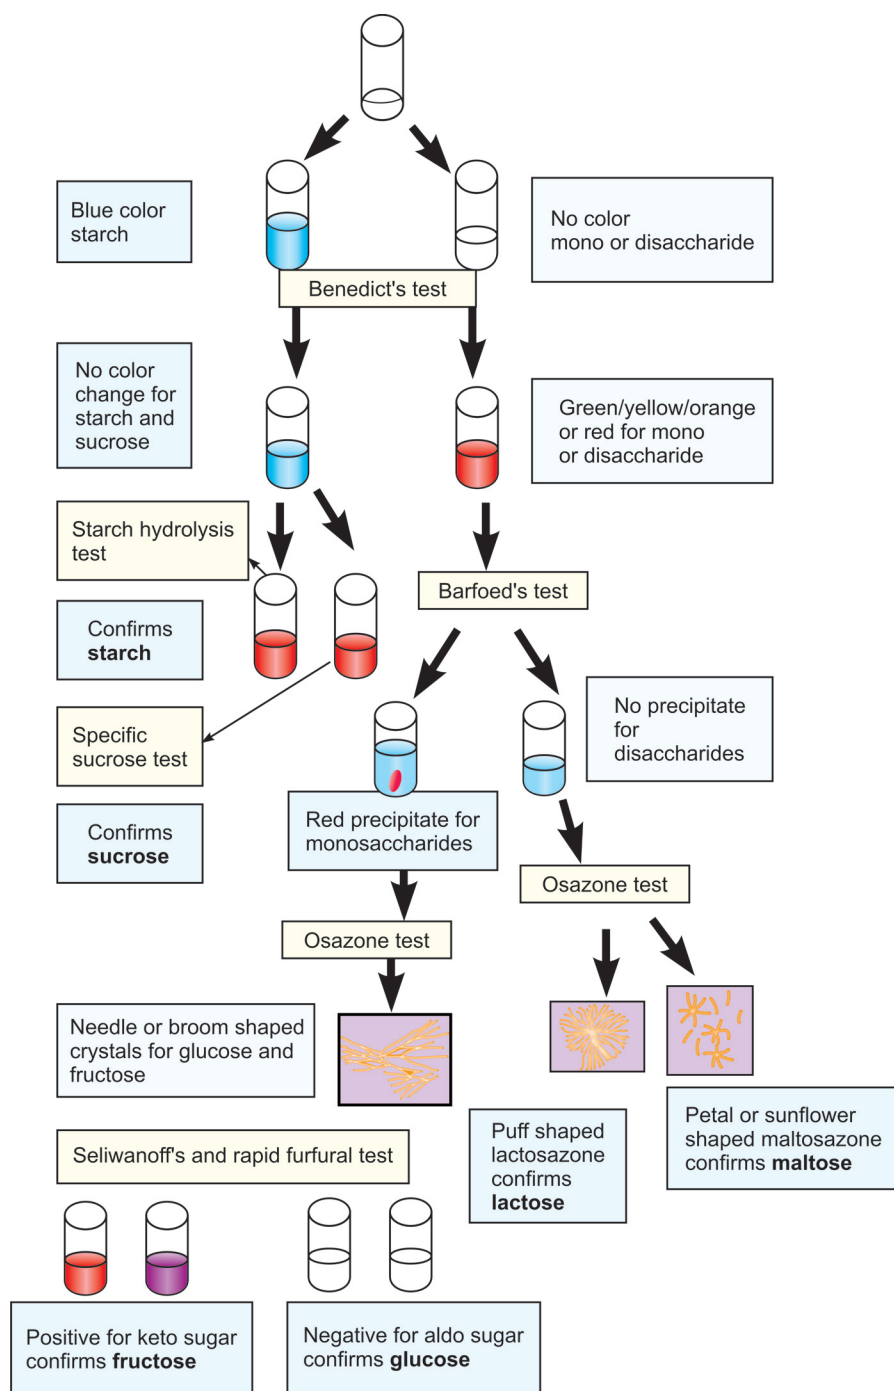 Blue color
starch
No color
mono or disaccharide
Benedict's test
No color
change for
starch and
sucrose
Green/yellow/orange
or red for mono
or disaccharide
Starch hydrolysis
test
Barfoed's test
Confirms
starch
No precipitate
for
disaccharides
Specific
sucrose test
Red precipitate for
monosaccharides
Confirms
sucrose
Osazone test
Osazone test
Needle or broom shaped
crystals for glucose and
fructose
Puff shaped
lactosazone
confirms
lactose
Petal or sunflower
shaped maltosazone
confirms maltose
Seliwanoff's and rapid furfural test
Positive for keto sugar
confirms fructose
Negative for aldo sugar
confirms glucose